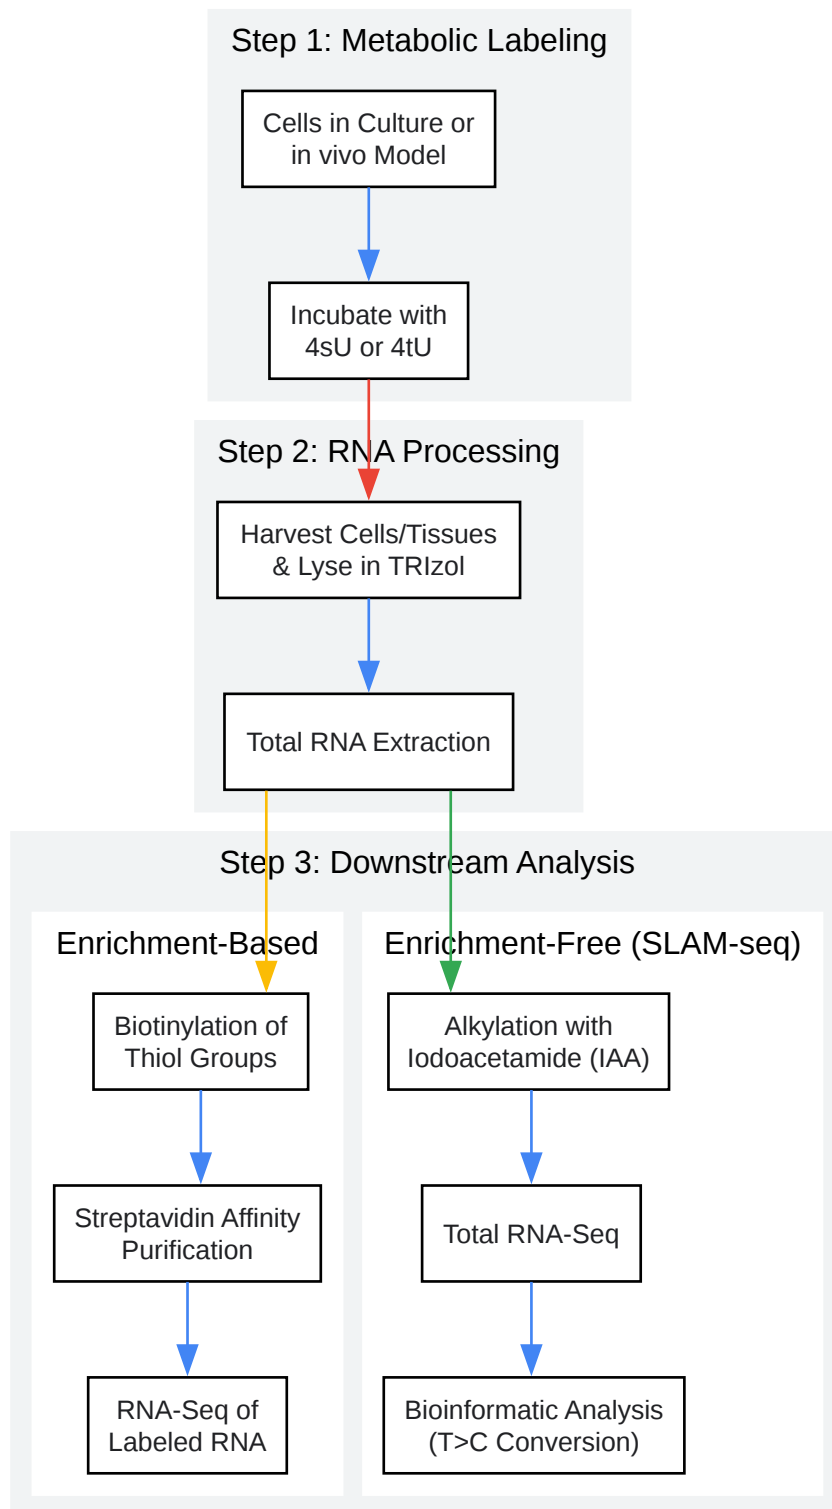 Step 1: Metabolic Labeling
Cells in Culture or
in vivo Model
Incubate with
4sU or 4tU
Step 2: RNA Processing
Harvest Cells/Tissues
& Lyse in TRIzol
Total RNA Extraction
Step 3: Downstream Analysis
Enrichment-Based
Biotinylation of
Thiol Groups
Streptavidin Affinity
Purification
RNA-Seq of
Labeled RNA
Enrichment-Free (SLAM-seq)
Alkylation with
Iodoacetamide (IAA)
Total RNA-Seq
Bioinformatic Analysis
(T>C Conversion)